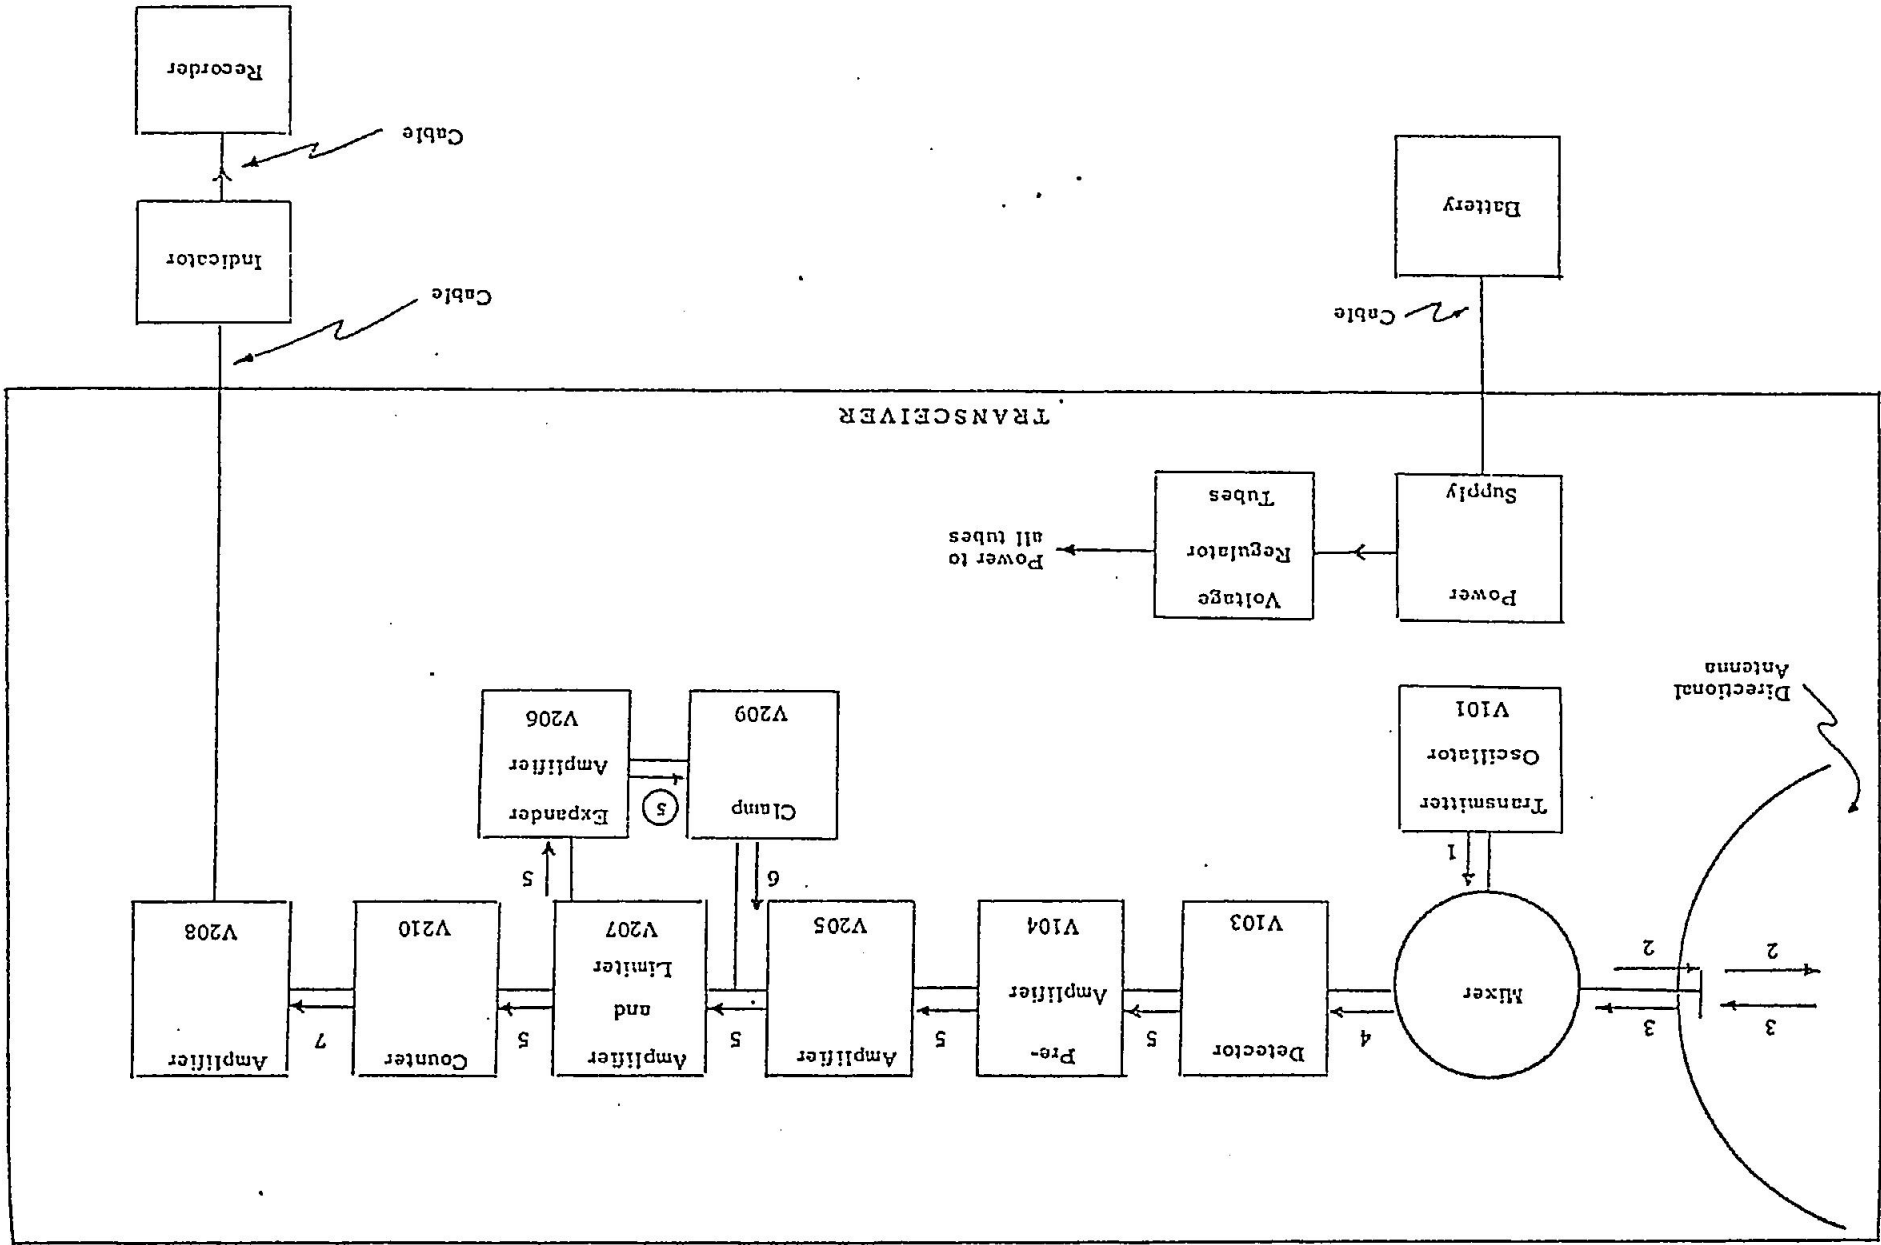 3
3
2
2
Directional
Antenna
Mixer
1
Transmitter
Oscillator
V101
4
Detector
V103
5
Pre-
Amplifier
V104
5
Amplifier
V205
5
6
Amplifier
and
Limiter
V207
5
Counter
V210
7
Amplifier
V208
5
Clamp
V209
5
Expander
Amplifier
V206
Power
Supply
Voltage
Regulator
Tubes
Power to
all tubes
TRANSCEIVER
Cable
Battery
Cable
Indicator
Cable
Recorder